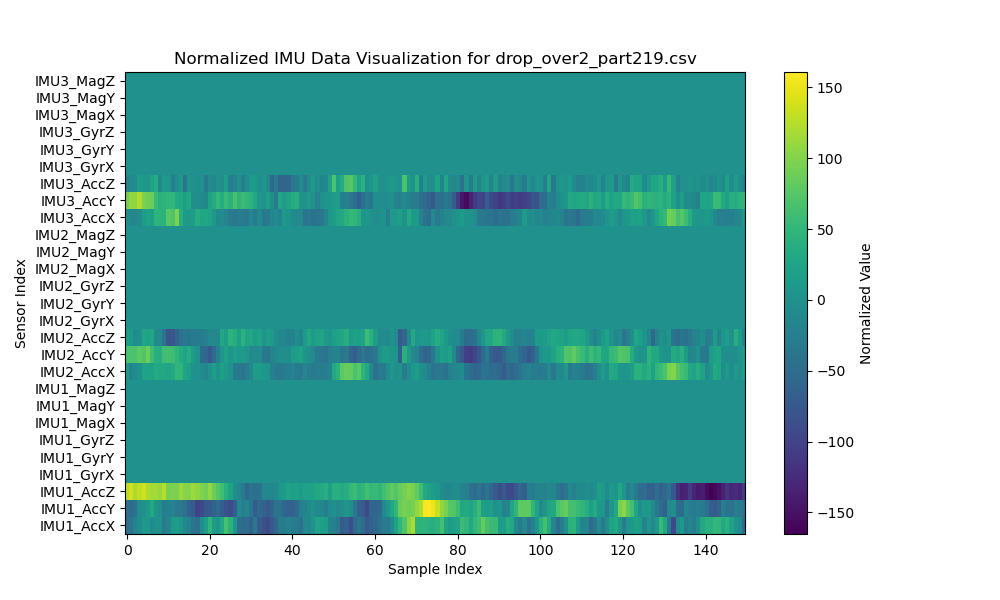 Normalized IMU Data Visualization for drop_over2_part219.csv
IMU3_MagZ
IMU3_MagY
IMU3_MagX
IMU3_GyrZ
IMU3_GyrY
IMU3_GyrX
IMU3_AccZ
IMU3_AccY
IMU3_AccX
IMU2_MagZ
IMU2_MagY
IMU2_MagX
IMU2_GyrZ
IMU2_GyrY
IMU2_GyrX
IMU2_AccZ
IMU2_AccY
IMU2_AccX
IMU1_MagZ
IMU1_MagY
IMU1_MagX
IMU1_GyrZ
IMU1_GyrY
IMU1_GyrX
IMU1_AccZ
IMU1_AccY
IMU1_AccX
Sensor Index
0 20 40 60 80 100 120 140
Sample Index
150
100
50
0
−50
−100
−150
Normalized Value